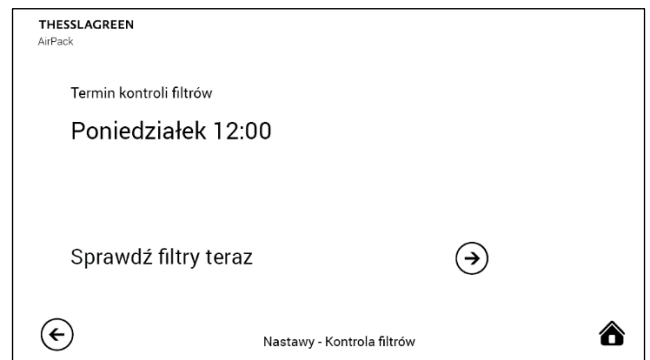 THESSLAGREEN
AirPack
Termin kontroli filtrów
Poniedziałek 12:00
Sprawdź filtry teraz
Nastawy - Kontrola filtrów